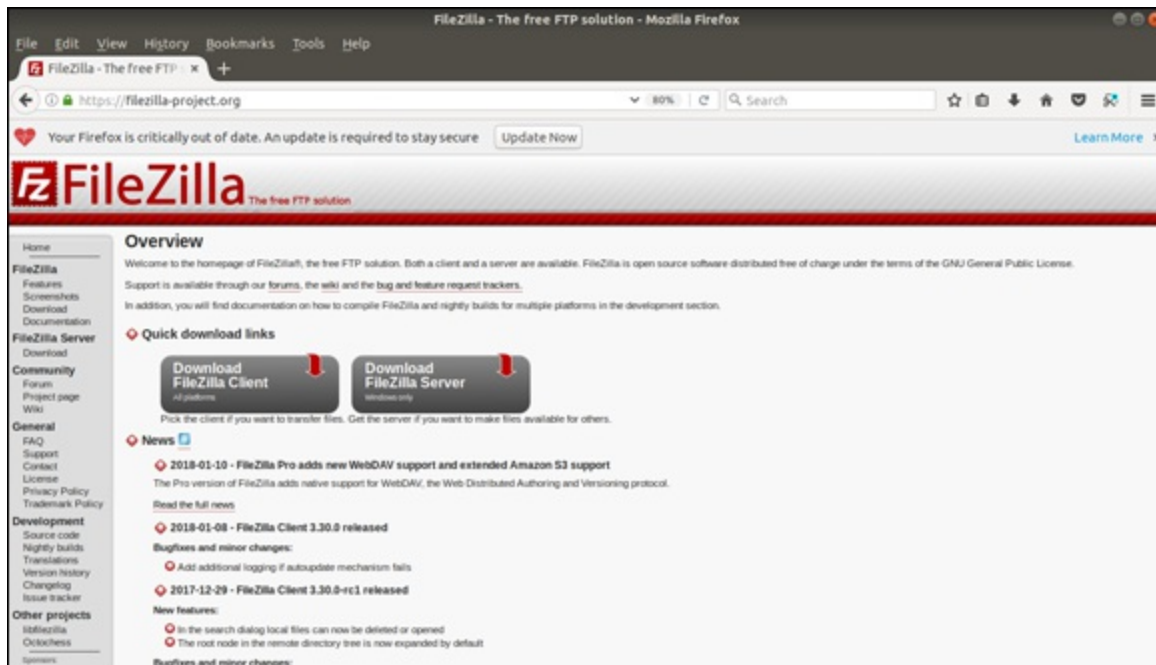 FileZilla - The free FTP solution - Mozilla Firefox
File Edit View History Bookmarks Tools Help
FileZilla - The free FTP
https://filezilla-project.org 80% Search
Your Firefox is critically out of date. An update is required to stay secure Update Now Learn More
FileZilla The free FTP solution
Home
FileZilla
Features
Screenshots
Download
Documentation
FileZilla Server
Download
Community
Forum
Project page
Wiki
General
FAQ
Support
Contact
License
Privacy Policy
Trademark Policy
Development
Source code
Nightly builds
Translations
Version history
Changelog
Issue tracker
Other projects
libfilezilla
Octochess
Sponsors:
Overview
Welcome to the homepage of FileZilla®, the free FTP solution. Both a client and a server are available. FileZilla is open source software distributed free of charge under the terms of the GNU General Public License.
Support is available through our forums, the wiki and the bug and feature request trackers.
In addition, you will find documentation on how to compile FileZilla and nightly builds for multiple platforms in the development section.
Quick download links
Download
FileZilla Client
All platforms
Download
FileZilla Server
Windows only
Pick the client if you want to transfer files. Get the server if you want to make files available for others.
News
2018-01-10 - FileZilla Pro adds new WebDAV support and extended Amazon S3 support
The Pro version of FileZilla adds native support for WebDAV, the Web Distributed Authoring and Versioning protocol.
Read the full news
2018-01-08 - FileZilla Client 3.30.0 released
Bugfixes and minor changes:
Add additional logging if autoupdate mechanism fails
2017-12-29 - FileZilla Client 3.30.0-rc1 released
New features:
In the search dialog local files can now be deleted or opened
The root node in the remote directory tree is now expanded by default
Bugfixes and minor changes: